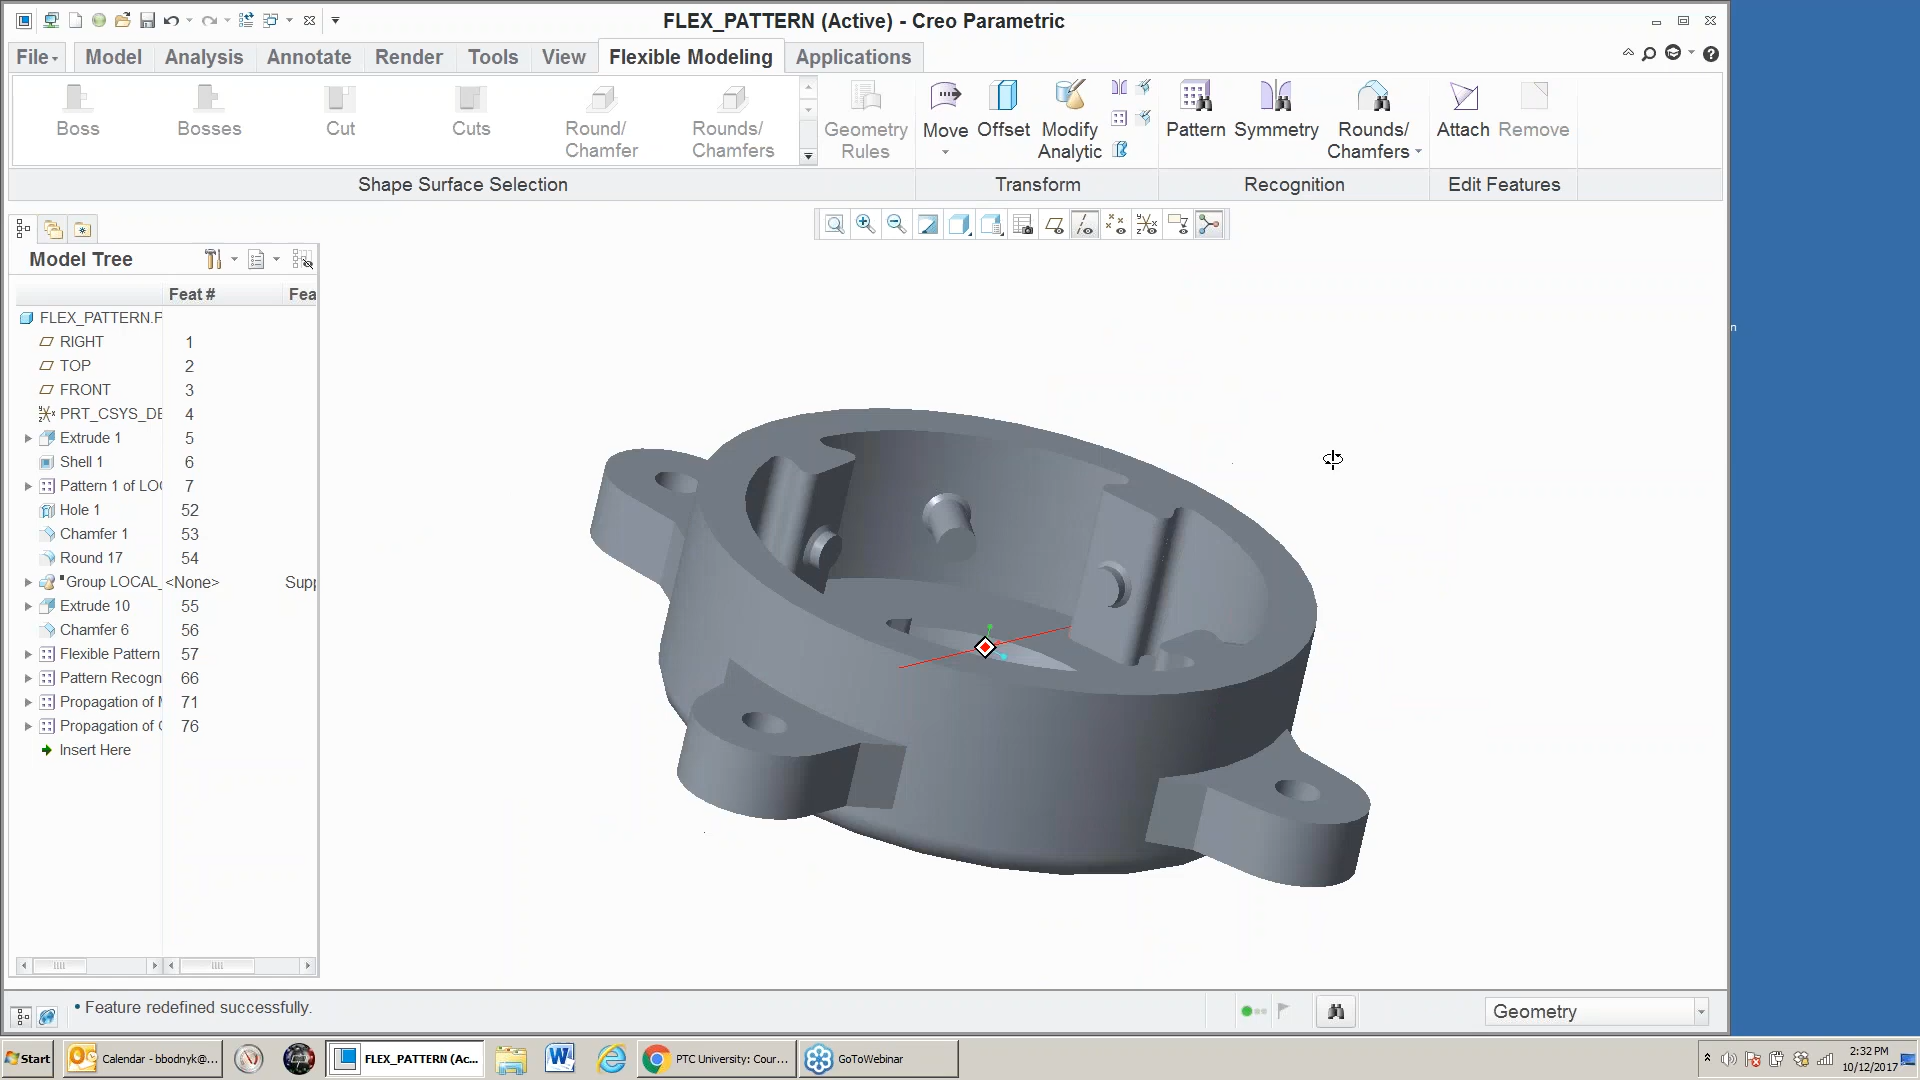 FLEX_PATTERN (Active) - Creo Parametric
File Model Analysis Annotate Render Tools View Flexible Modeling Applications
Boss Bosses Cut Cuts Round/ Chamfer Rounds/ Chamfers Geometry Rules Move Offset Modify Analytic Pattern Symmetry Rounds/ Chamfers Attach Remove
Shape Surface Selection Transform Recognition Edit Features
Model Tree
Feat # Fea
FLEX_PATTERN.P
RIGHT 1
TOP 2
FRONT 3
PRT_CSYS_DE 4
Extrude 1 5
Shell 1 6
Pattern 1 of LOC 7
Hole 1 52
Chamfer 1 53
Round 17 54
Group LOCAL_ <None> Supp
Extrude 10 55
Chamfer 6 56
Flexible Pattern 57
Pattern Recogn 66
Propagation of M 71
Propagation of C 76
Insert Here
• Feature redefined successfully.
Geometry
Start Calendar - bbodnyk@... FLEX_PATTERN (Ac... PTC University: Cour... GoToWebinar
2:32 PM
10/12/2017